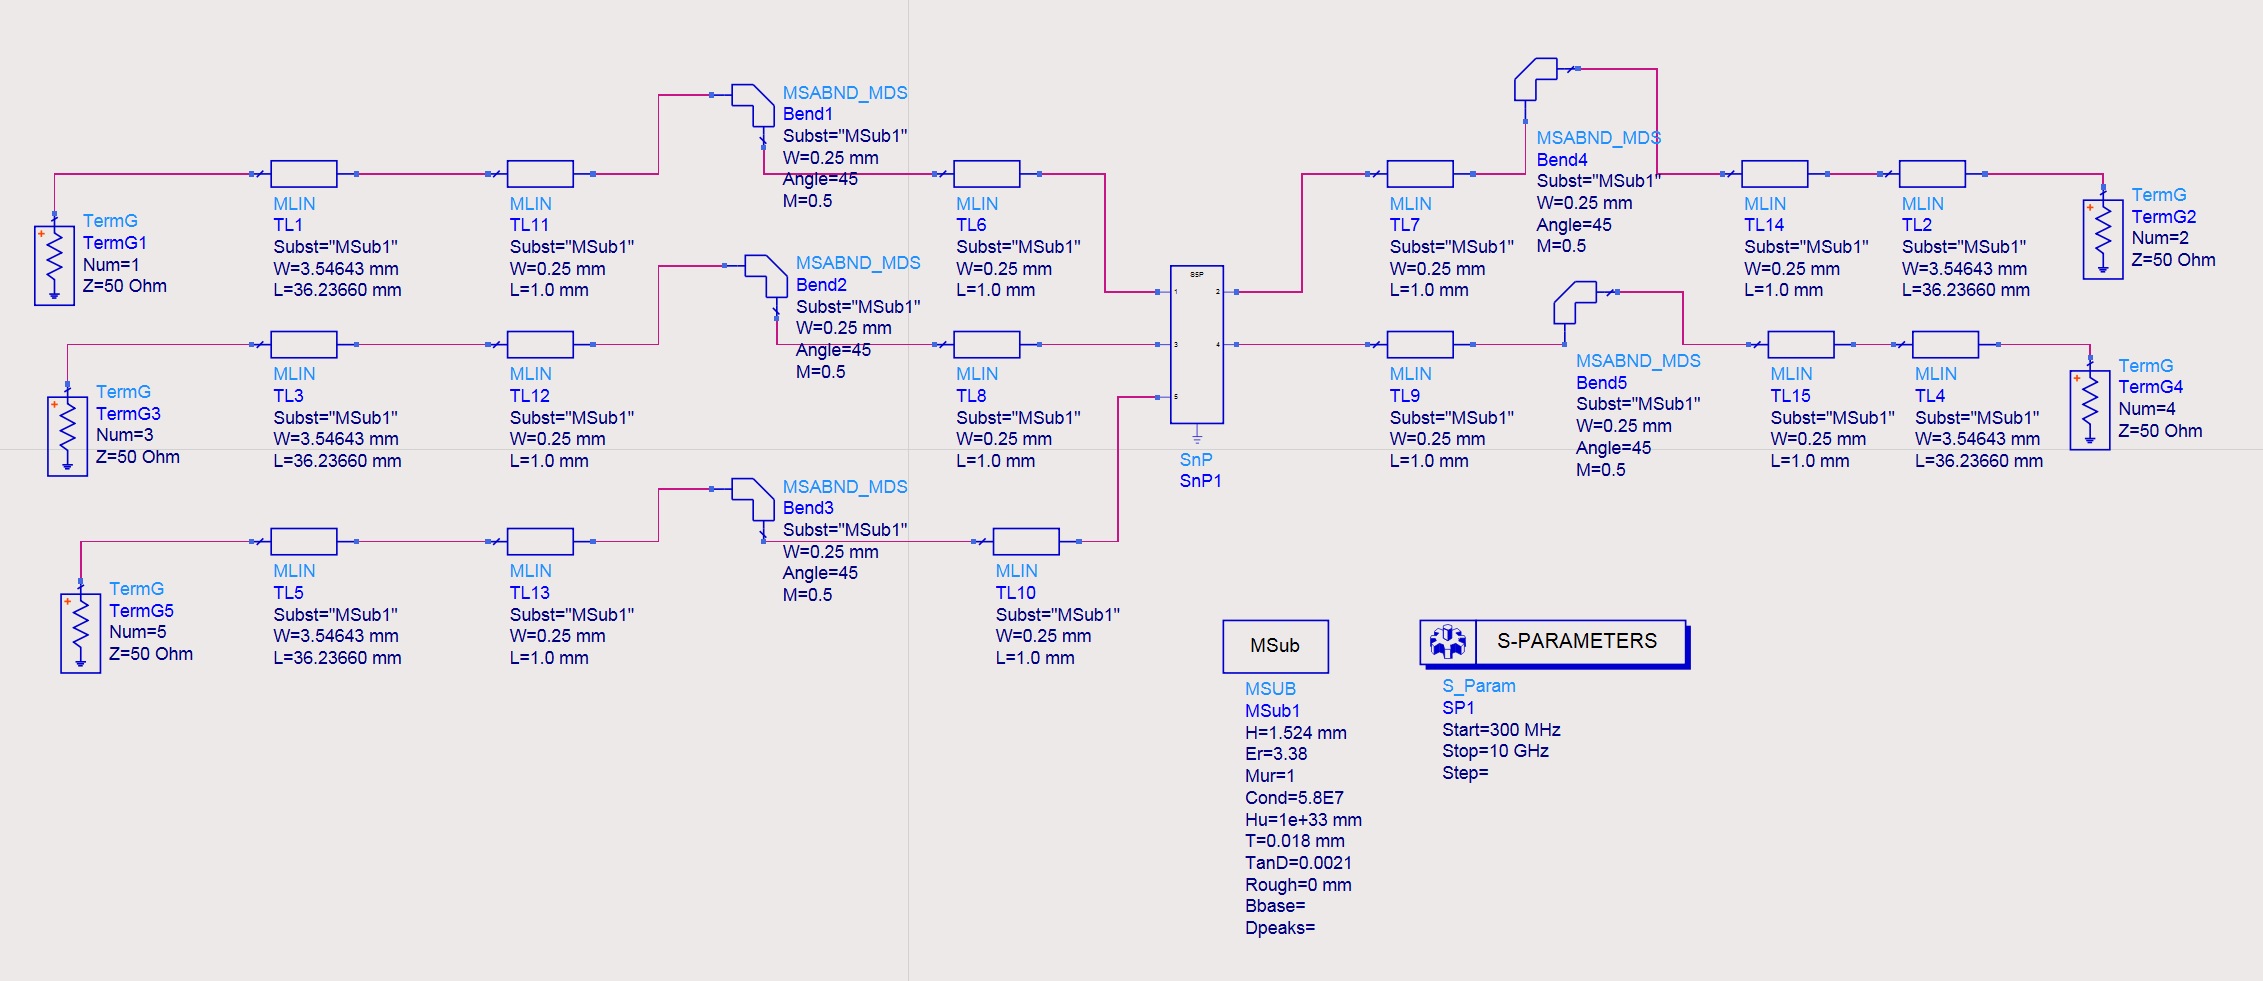 MSABND_MDS
Bend1
Subst="MSub1"
W=0.25 mm
Angle=45
M=0.5
MSABND_MDS
Bend4
Subst="MSub1"
W=0.25 mm
Angle=45
M=0.5
TermG
TermG1
Num=1
Z=50 Ohm
MLIN
TL1
Subst="MSub1"
W=3.54643 mm
L=36.23660 mm
MLIN
TL11
Subst="MSub1"
W=0.25 mm
L=1.0 mm
MLIN
TL6
Subst="MSub1"
W=0.25 mm
L=1.0 mm
MLIN
TL7
Subst="MSub1"
W=0.25 mm
L=1.0 mm
MLIN
TL14
Subst="MSub1"
W=0.25 mm
L=1.0 mm
MLIN
TL2
Subst="MSub1"
W=3.54643 mm
L=36.23660 mm
TermG
TermG2
Num=2
Z=50 Ohm
MSABND_MDS
Bend2
Subst="MSub1"
W=0.25 mm
Angle=45
M=0.5
S5P
1
2
3
4
5
SnP
SnP1
MSABND_MDS
Bend5
Subst="MSub1"
W=0.25 mm
Angle=45
M=0.5
TermG
TermG3
Num=3
Z=50 Ohm
MLIN
TL3
Subst="MSub1"
W=3.54643 mm
L=36.23660 mm
MLIN
TL12
Subst="MSub1"
W=0.25 mm
L=1.0 mm
MLIN
TL8
Subst="MSub1"
W=0.25 mm
L=1.0 mm
MLIN
TL9
Subst="MSub1"
W=0.25 mm
L=1.0 mm
MLIN
TL15
Subst="MSub1"
W=0.25 mm
L=1.0 mm
MLIN
TL4
Subst="MSub1"
W=3.54643 mm
L=36.23660 mm
TermG
TermG4
Num=4
Z=50 Ohm
MSABND_MDS
Bend3
Subst="MSub1"
W=0.25 mm
Angle=45
M=0.5
TermG
TermG5
Num=5
Z=50 Ohm
MLIN
TL5
Subst="MSub1"
W=3.54643 mm
L=36.23660 mm
MLIN
TL13
Subst="MSub1"
W=0.25 mm
L=1.0 mm
MLIN
TL10
Subst="MSub1"
W=0.25 mm
L=1.0 mm
MSub
MSUB
MSub1
H=1.524 mm
Er=3.38
Mur=1
Cond=5.8E7
Hu=1e+33 mm
T=0.018 mm
TanD=0.0021
Rough=0 mm
Bbase=
Dpeaks=
S-PARAMETERS
S_Param
SP1
Start=300 MHz
Stop=10 GHz
Step=